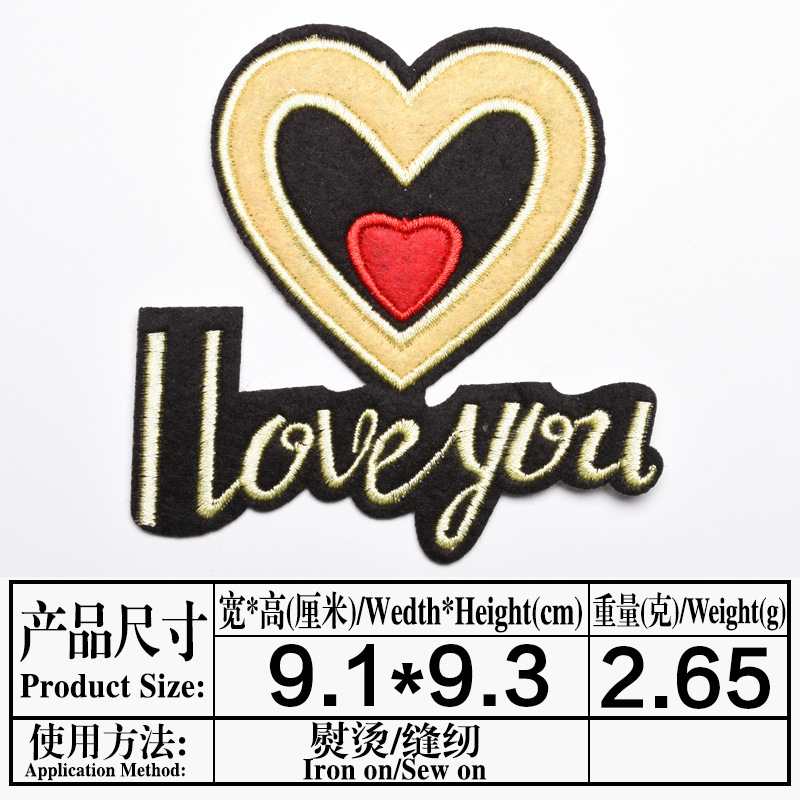 I love you
产品尺寸
Product Size:
宽*高(厘米)/Wedth*Height(cm)
9.1*9.3
重量(克)/Weight(g)
2.65
使用方法:
Application Method:
熨烫/缝纫
Iron on/Sew on